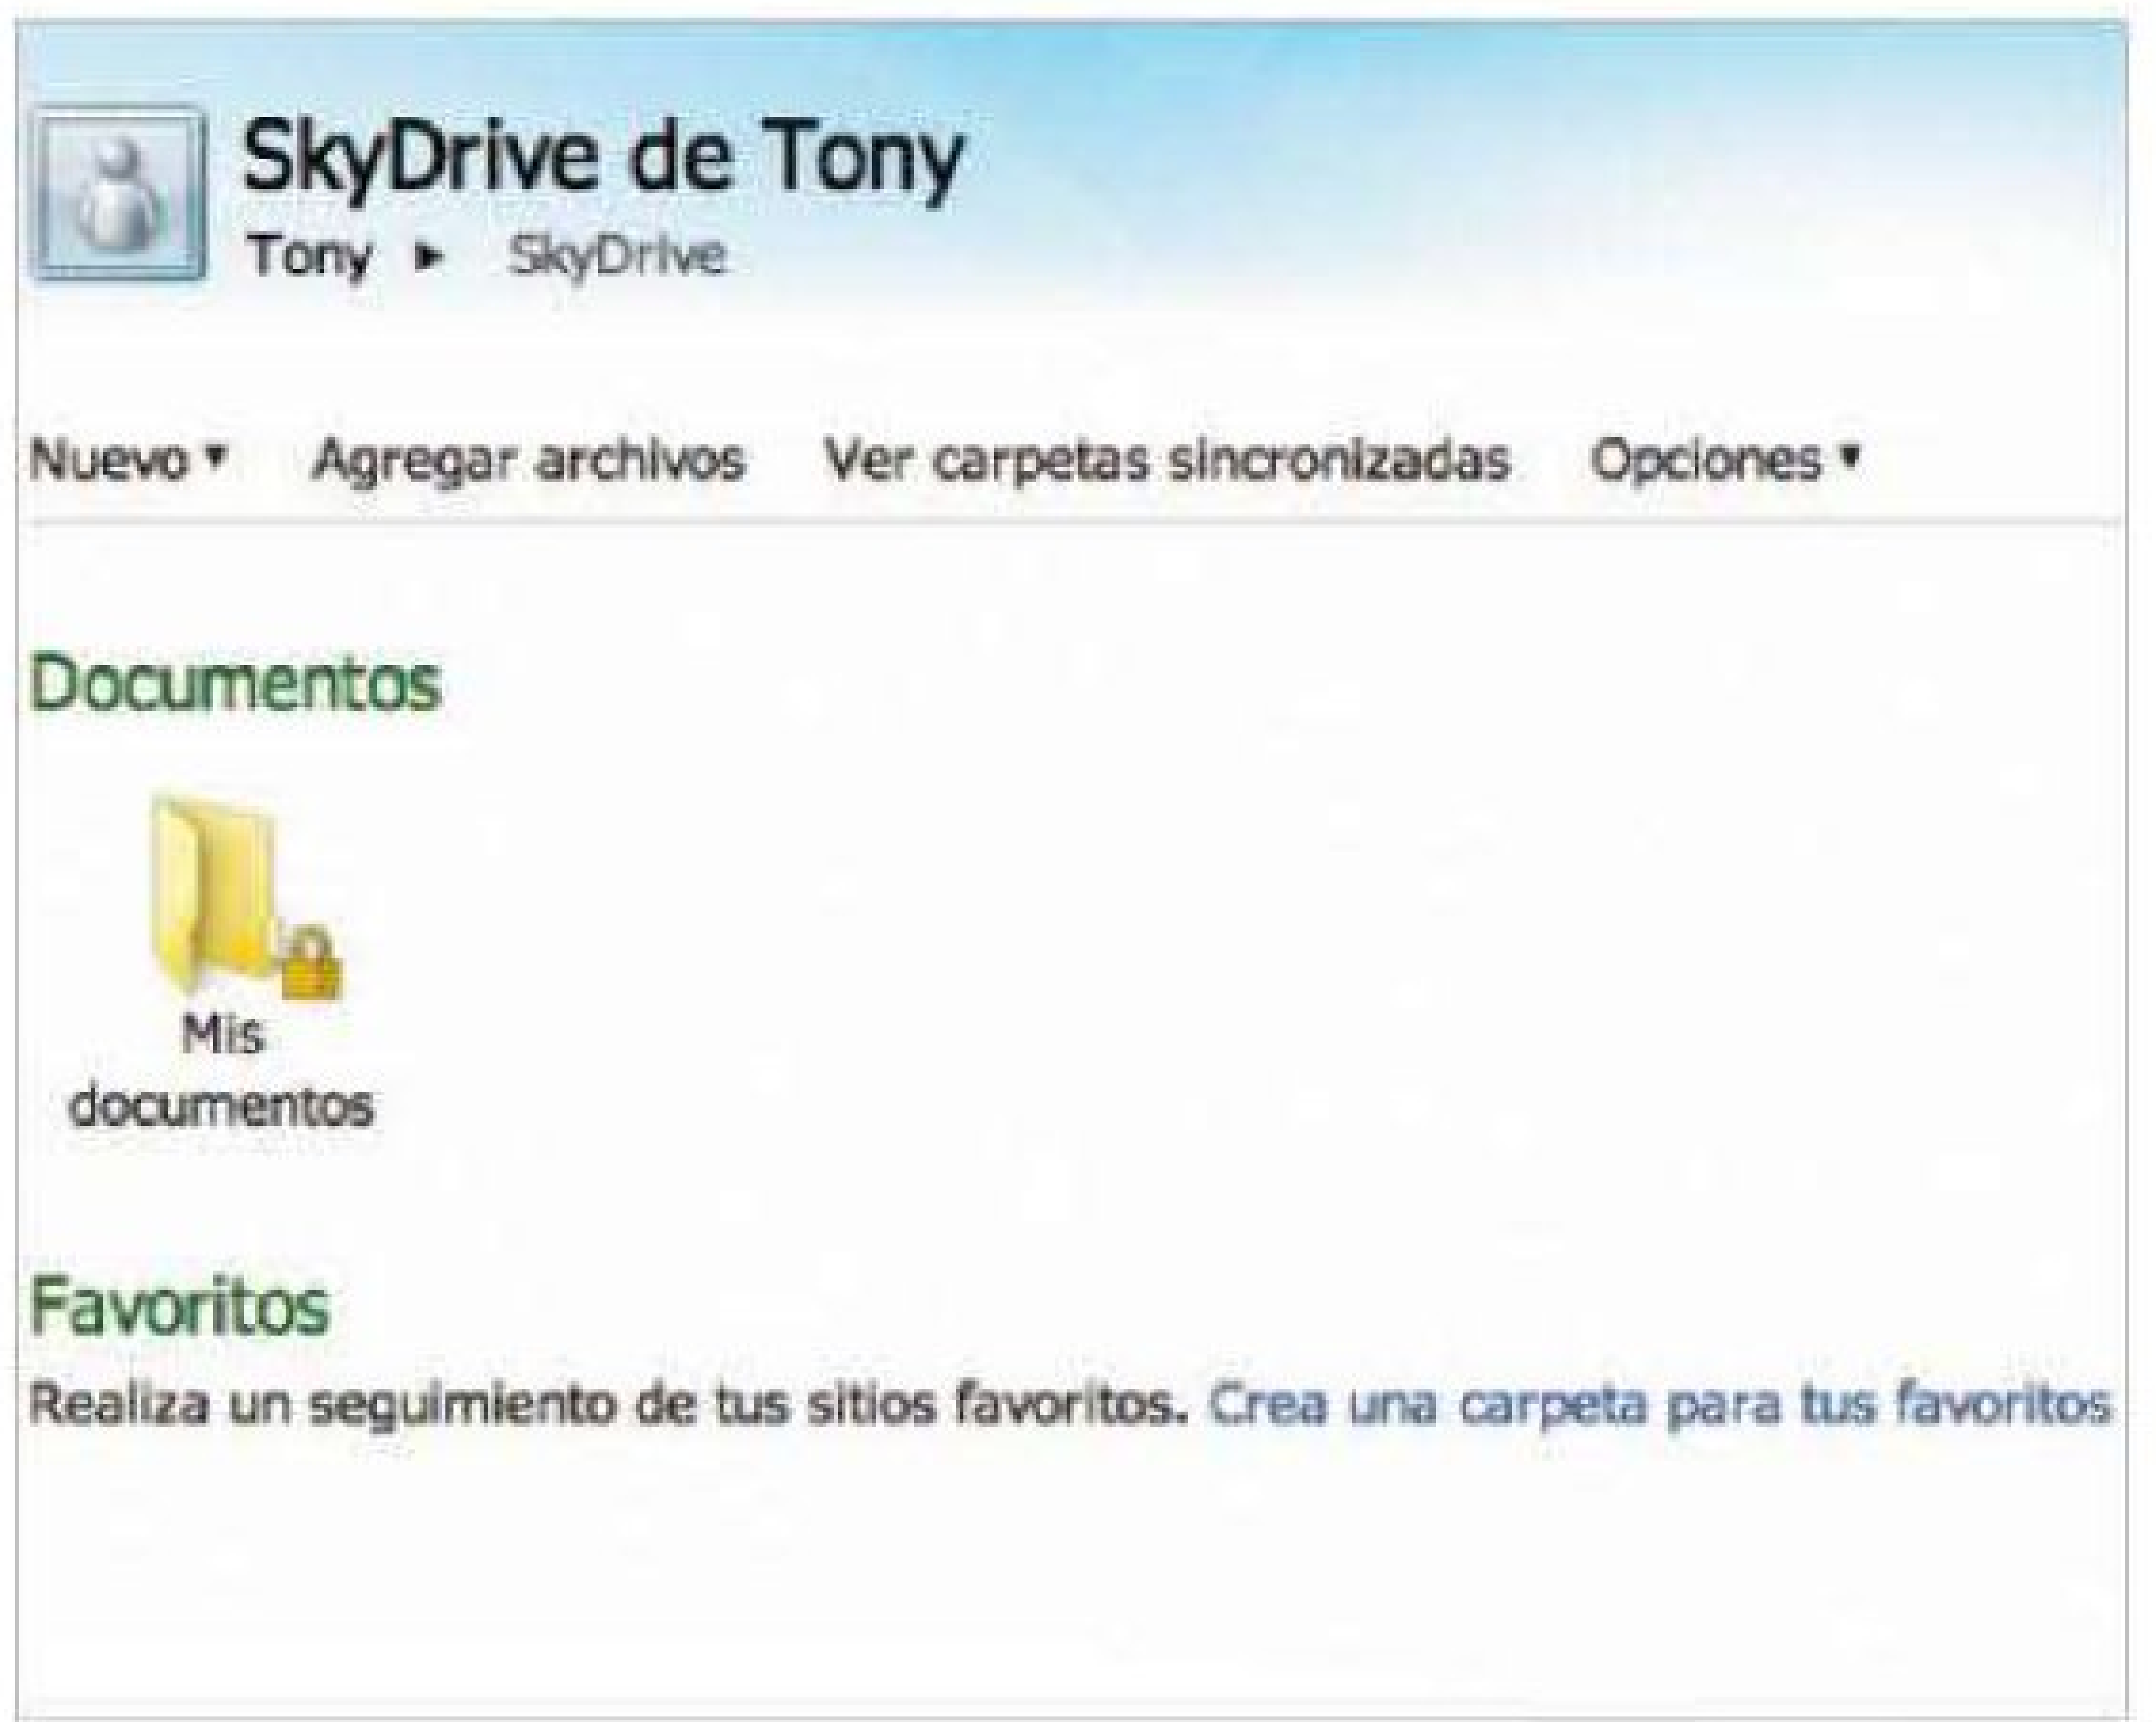 SkyDrive de Tony
Tony ▸ SkyDrive
Nuevo ▾ Agregar archivos Ver carpetas sincronizadas Opciones ▾
Documentos
Mis
documentos
Favoritos
Realiza un seguimiento de tus sitios favoritos. Crea una carpeta para tus favoritos